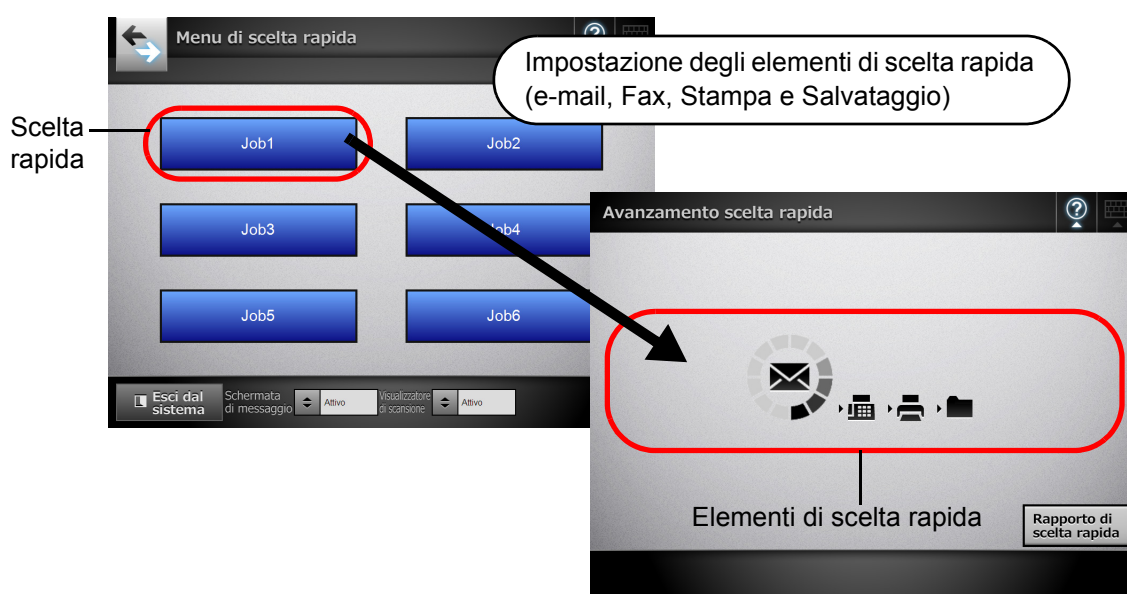 Menu di scelta rapida
Impostazione degli elementi di scelta rapida
(e-mail, Fax, Stampa e Salvataggio)
Scelta
rapida
Job1
Job2
Job3
Job4
Job5
Job6
Esci dal
sistema
Schermata
di messaggio
Attivo
Visualizzatore
di scansione
Attivo
Avanzamento scelta rapida
?
Elementi di scelta rapida
Rapporto di
scelta rapida